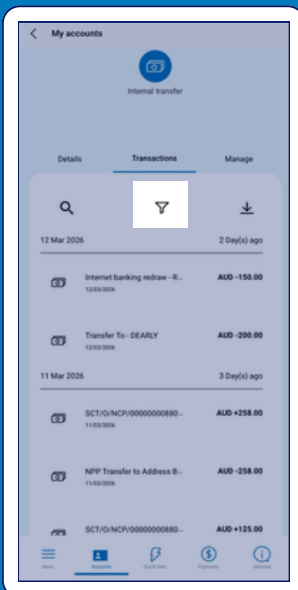 My accounts
Internal transfer
Details Transactions Manage
12 Mar 2026 2 Day(s) ago
Internet banking redraw - R... AUD -150.00
12/03/2026
Transfer To - DEARLY AUD -200.00
12/03/2026
11 Mar 2026 3 Day(s) ago
SCT/O/NCP/00000000880... AUD +258.00
11/03/2026
NPP Transfer to Address B... AUD -258.00
11/03/2026
SCT/O/NCP/00000000880... AUD +125.00
Menu Accounts Quick links Payments Services